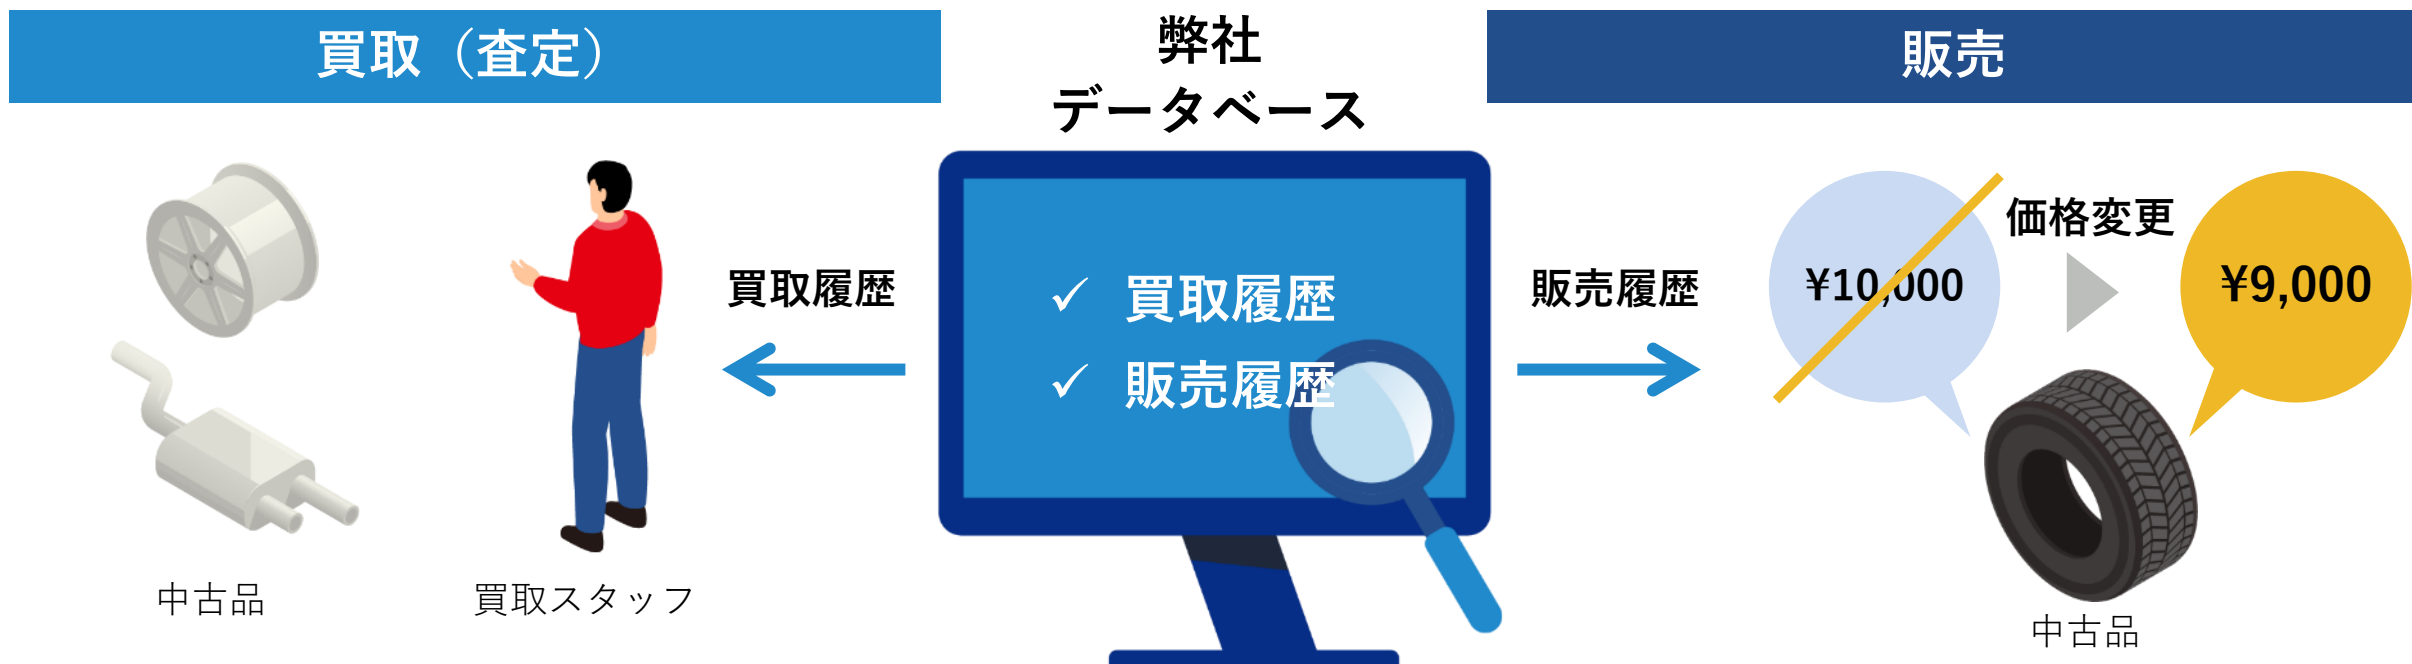 買取（査定）
弊社
データベース
販売
買取履歴
✓ 買取履歴
✓ 販売履歴
販売履歴
¥10,000
価格変更
¥9,000
中古品
買取スタッフ
中古品